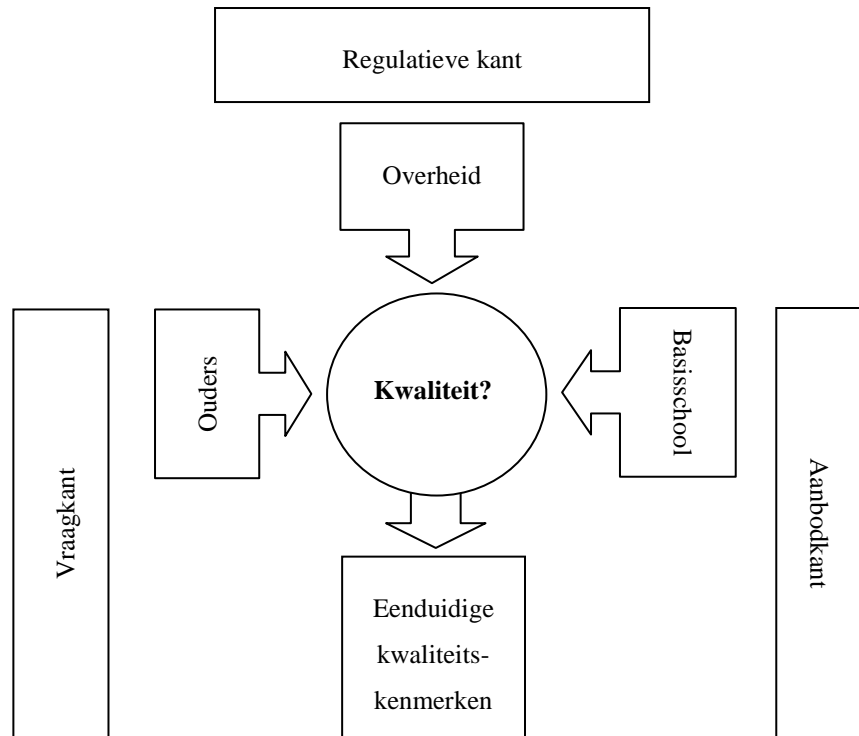 Regulatieve kant
Overheid
Ouders
Kwaliteit?
Basisschool
Vraagkant
Aanbodkant
Eenduidige
kwaliteits-
kenmerken